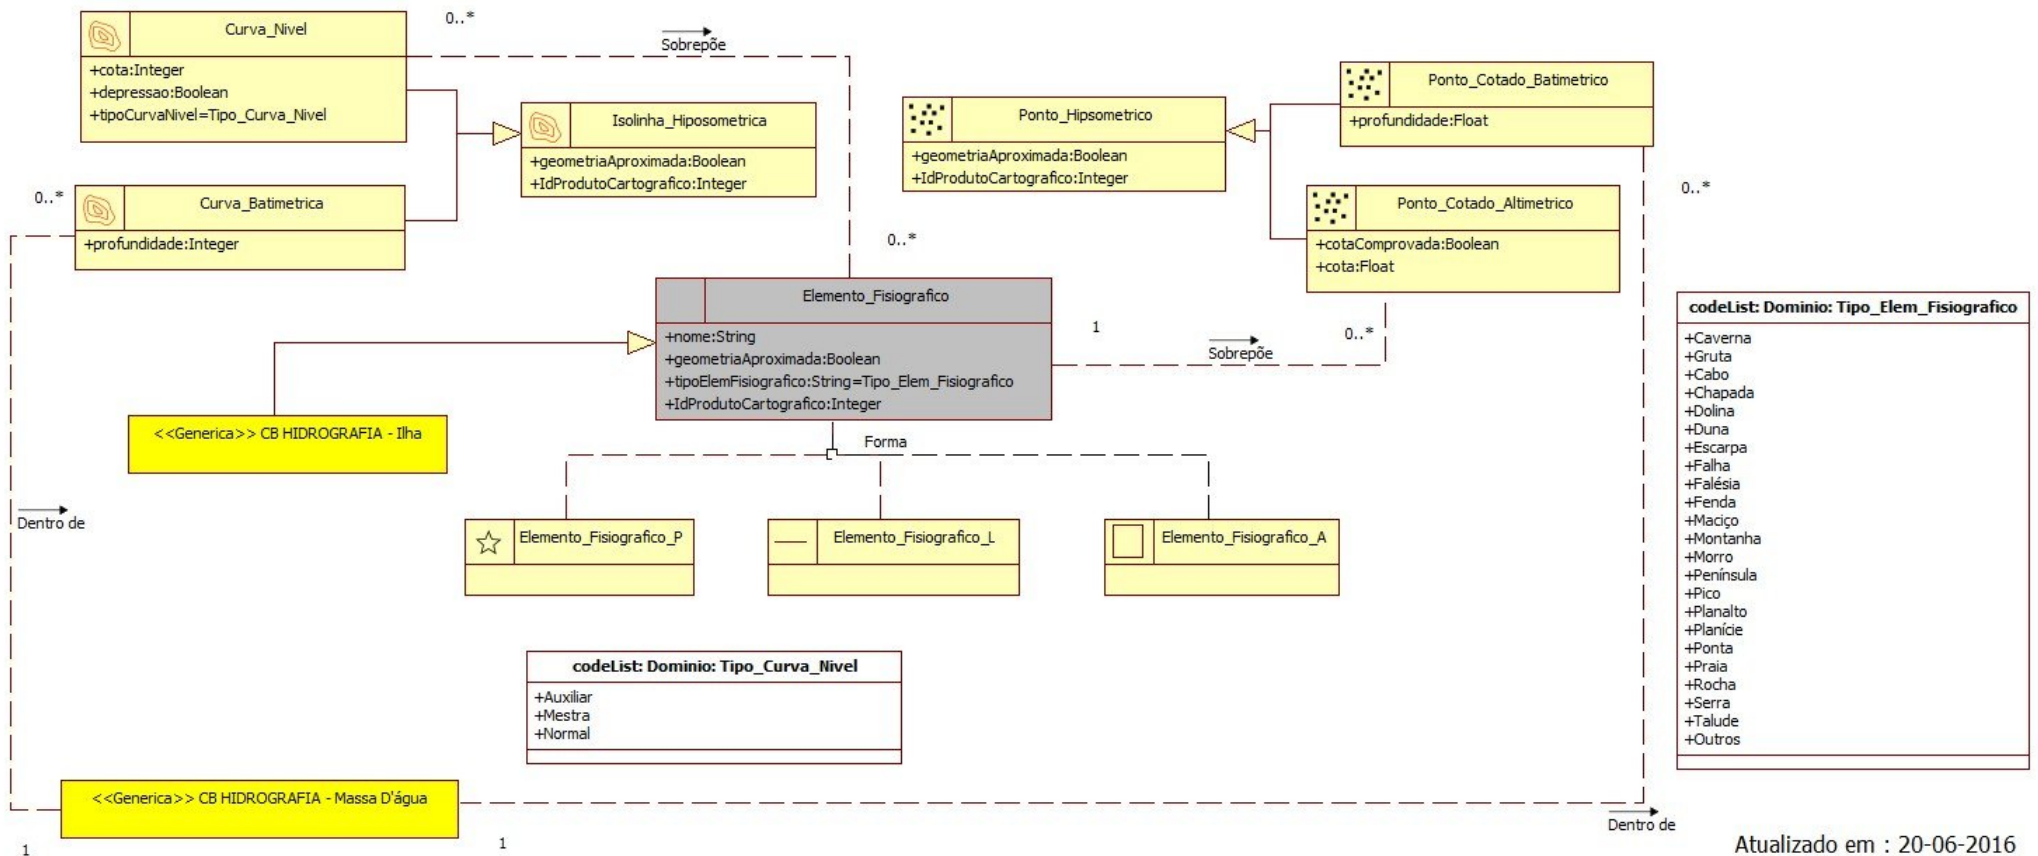 Curva_Nivel
+cota:Integer
+depressao:Boolean
+tipoCurvaNivel=Tipo_Curva_Nivel
0..*
Sobrepõe
Isolinha_Hiposometrica
+geometriaAproximada:Boolean
+IdProdutoCartografico:Integer
Ponto_Hipsometrico
+geometriaAproximada:Boolean
+IdProdutoCartografico:Integer
Ponto_Cotado_Batimetrico
+profundidade:Float
0..*
Ponto_Cotado_Altimetrico
+cotaComprovada:Boolean
+cota:Float
0..*
Curva_Batimetrica
+profundidade:Integer
0..*
Elemento_Fisiografico
+nome:String
+geometriaAproximada:Boolean
+tipoElemFisiografico:String=Tipo_Elem_Fisiografico
+IdProdutoCartografico:Integer
1
Sobrepõe
0..*
<<Generica>> CB HIDROGRAFIA - Ilha
Forma
Dentro de
Elemento_Fisiografico_P
Elemento_Fisiografico_L
Elemento_Fisiografico_A
codeList: Dominio: Tipo_Elem_Fisiografico
+Caverna
+Gruta
+Cabo
+Chapada
+Dolina
+Duna
+Escarpa
+Falha
+Falésia
+Fenda
+Maciço
+Montanha
+Morro
+Península
+Pico
+Planalto
+Planície
+Ponta
+Praia
+Rocha
+Serra
+Talude
+Outros
codeList: Dominio: Tipo_Curva_Nivel
+Auxiliar
+Mestra
+Normal
<<Generica>> CB HIDROGRAFIA - Massa D'água
1
1
Dentro de
Atualizado em : 20-06-2016